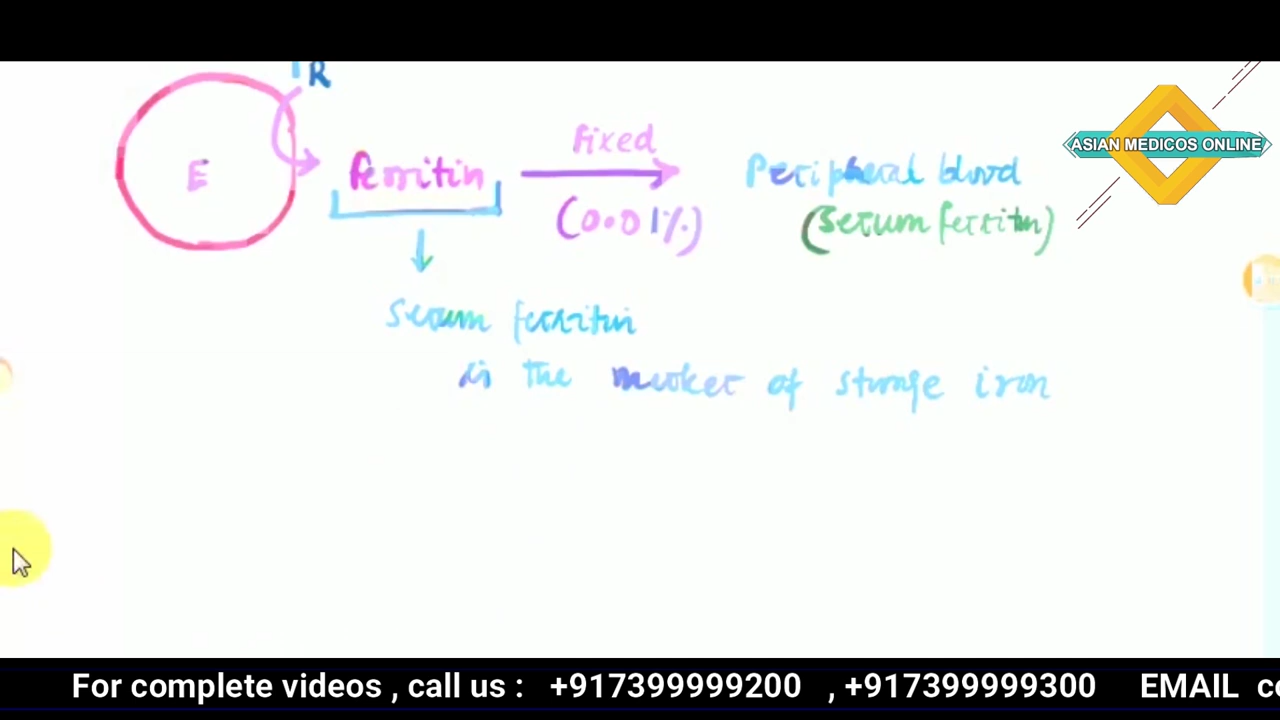 R
E
ferritin
Fixed
(0.01%)
Peripheral blood
(Serum ferritin)
Serum ferritin
is the marker of storage iron
ASIAN MEDICOS ONLINE
For complete videos , call us : +917399999200 , +917399999300 EMAIL co